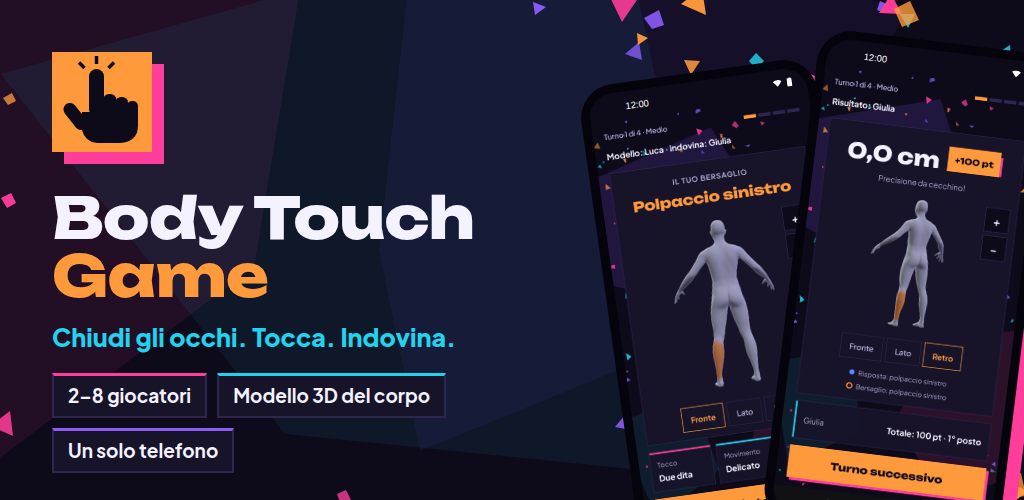 Body Touch
Game
Chiudi gli occhi. Tocca. Indovina.
2–8 giocatori
Modello 3D del corpo
Un solo telefono
12:00
Turno 1 di 4 · Medio
Modello: Luca · Indovina: Giulia
IL TUO BERSAGLIO
Polpaccio sinistro
+
Fronte
Lato
Tocco
Due dita
Movimento
Delicato
12:00
Turno 1 di 4 · Medio
Risultato: Giulia
0,0 cm
+100 pt
Precisione da cecchino!
+
−
Fronte
Lato
Retro
Risposta: polpaccio sinistro
Bersaglio: polpaccio sinistro
Giulia
Totale: 100 pt · 1° posto
Turno successivo